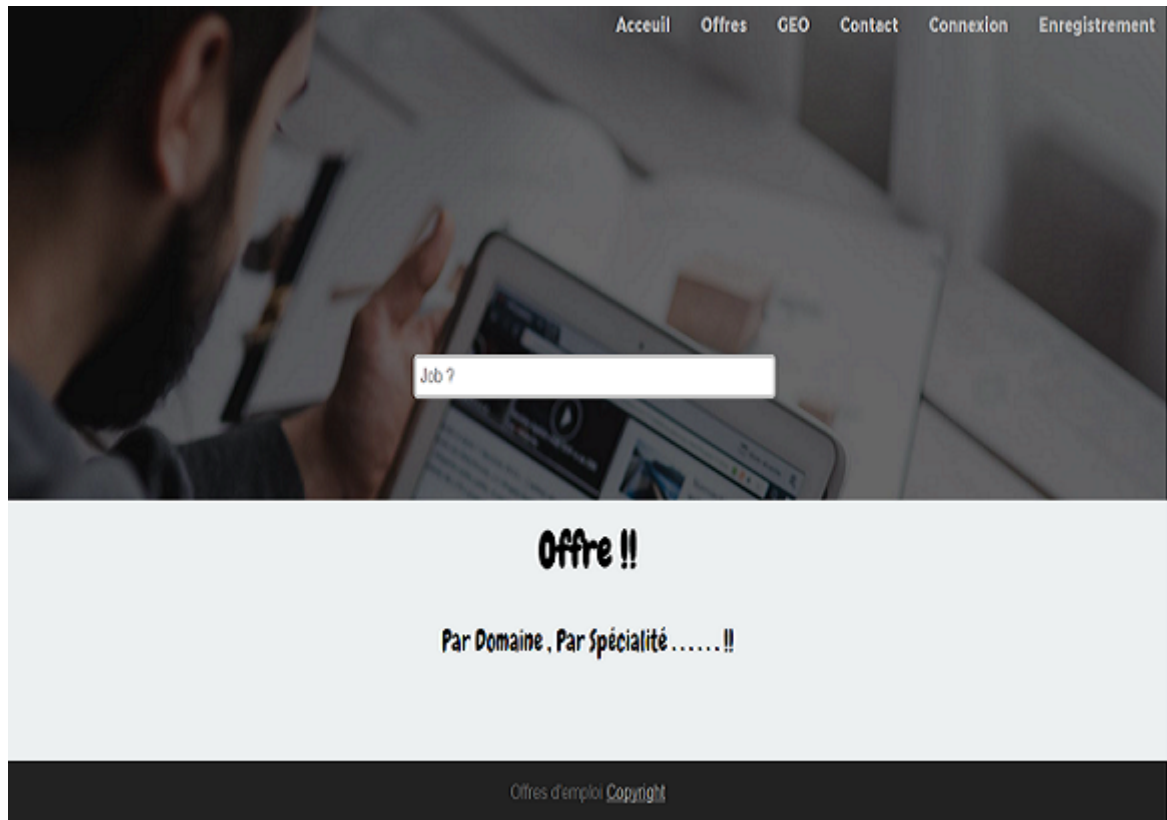 Acceuil Offres GEO Contact Connexion Enregistrement
Job ?
Offre !!
Par Domaine , Par Spécialité . . . . . . !!
Offres d'emploi Copyright